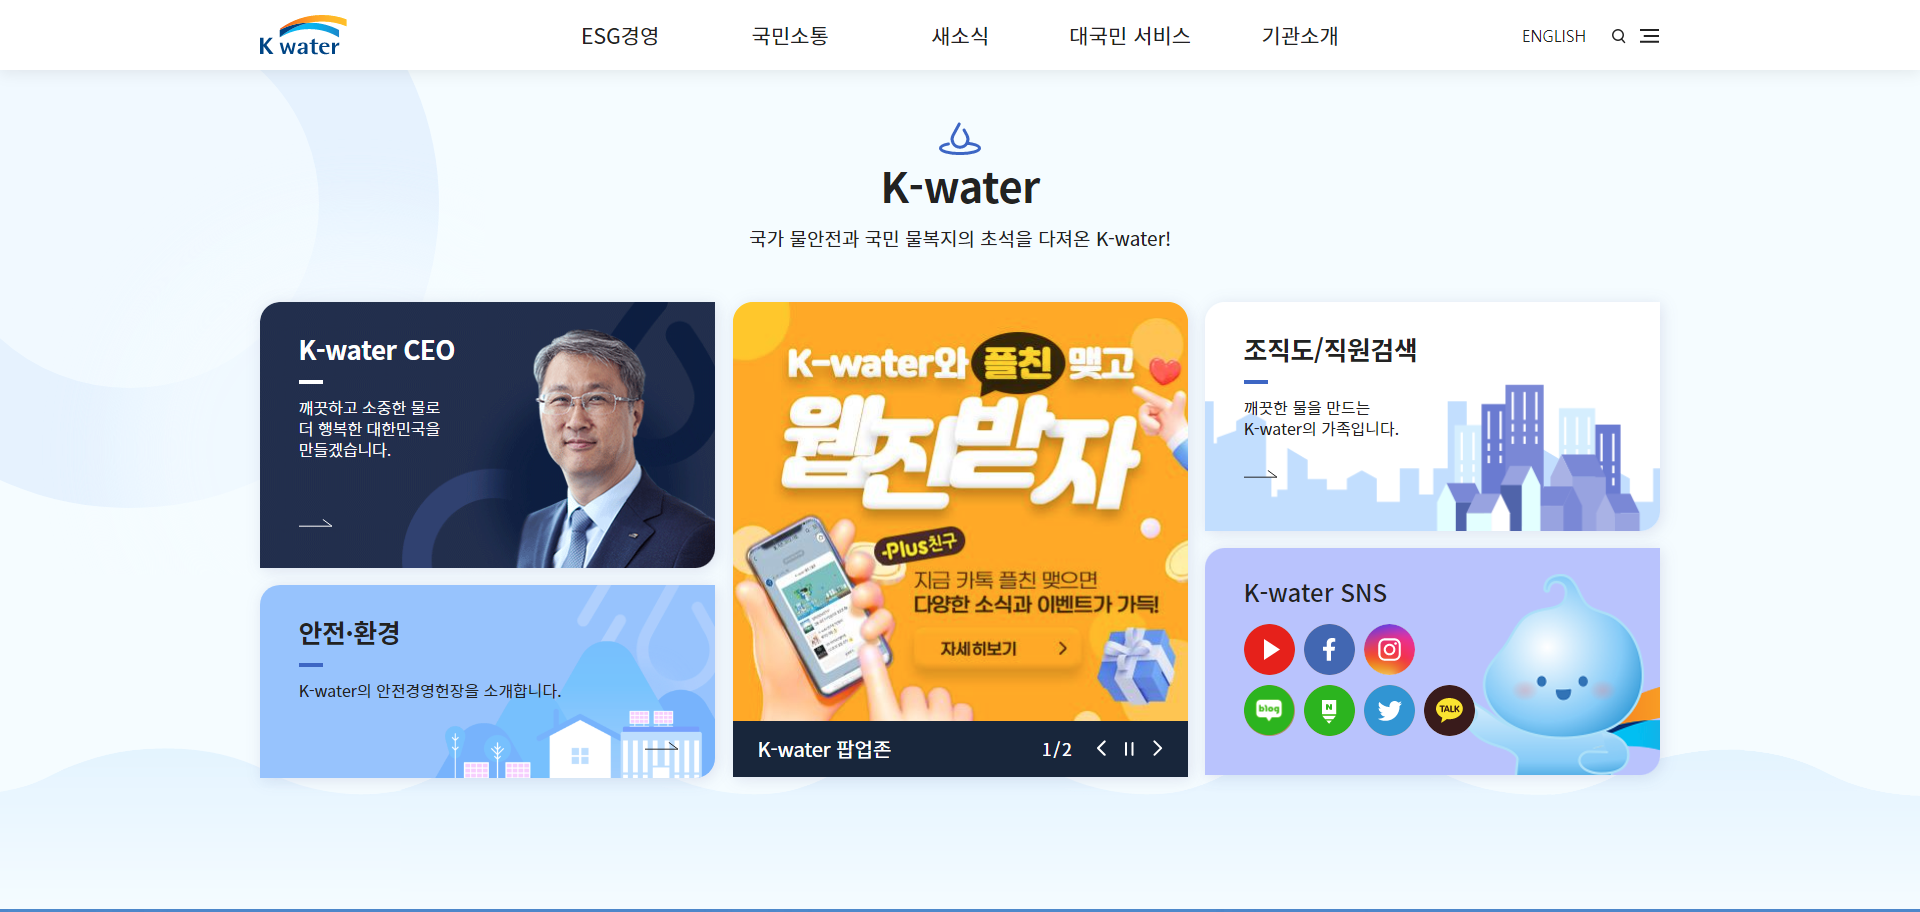 K water
ESG경영
국민소통
새소식
대국민 서비스
기관소개
ENGLISH
K-water
국가 물안전과 국민 물복지의 초석을 다져온 K-water!
K-water CEO
깨끗하고 소중한 물로
더 행복한 대한민국을
만들겠습니다.
안전·환경
K-water의 안전경영헌장을 소개합니다.
K-water와 플친 맺고
웹진받자
-Plus친구
지금 카톡 플친 맺으면
다양한 소식과 이벤트가 가득!
자세히보기
K-water 팝업존
1/2
조직도/직원검색
깨끗한 물을 만드는
K-water의 가족입니다.
K-water SNS
blog
N
TALK